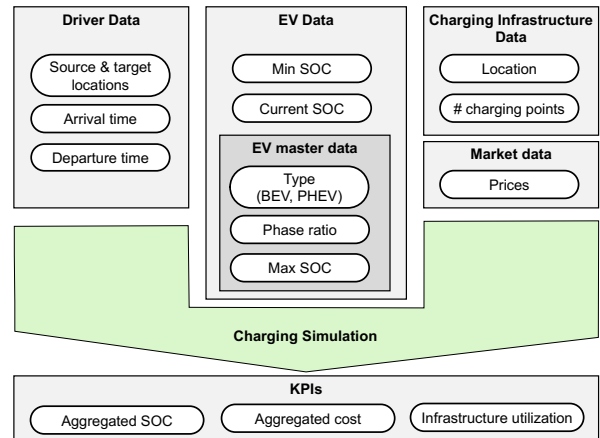 Driver Data
Source & target
locations
Arrival time
Departure time
EV Data
Min SOC
Current SOC
EV master data
Type
(BEV, PHEV)
Phase ratio
Max SOC
Charging Infrastructure
Data
Location
# charging points
Market data
Prices
Charging Simulation
KPIs
Aggregated SOC
Aggregated cost
Infrastructure utilization